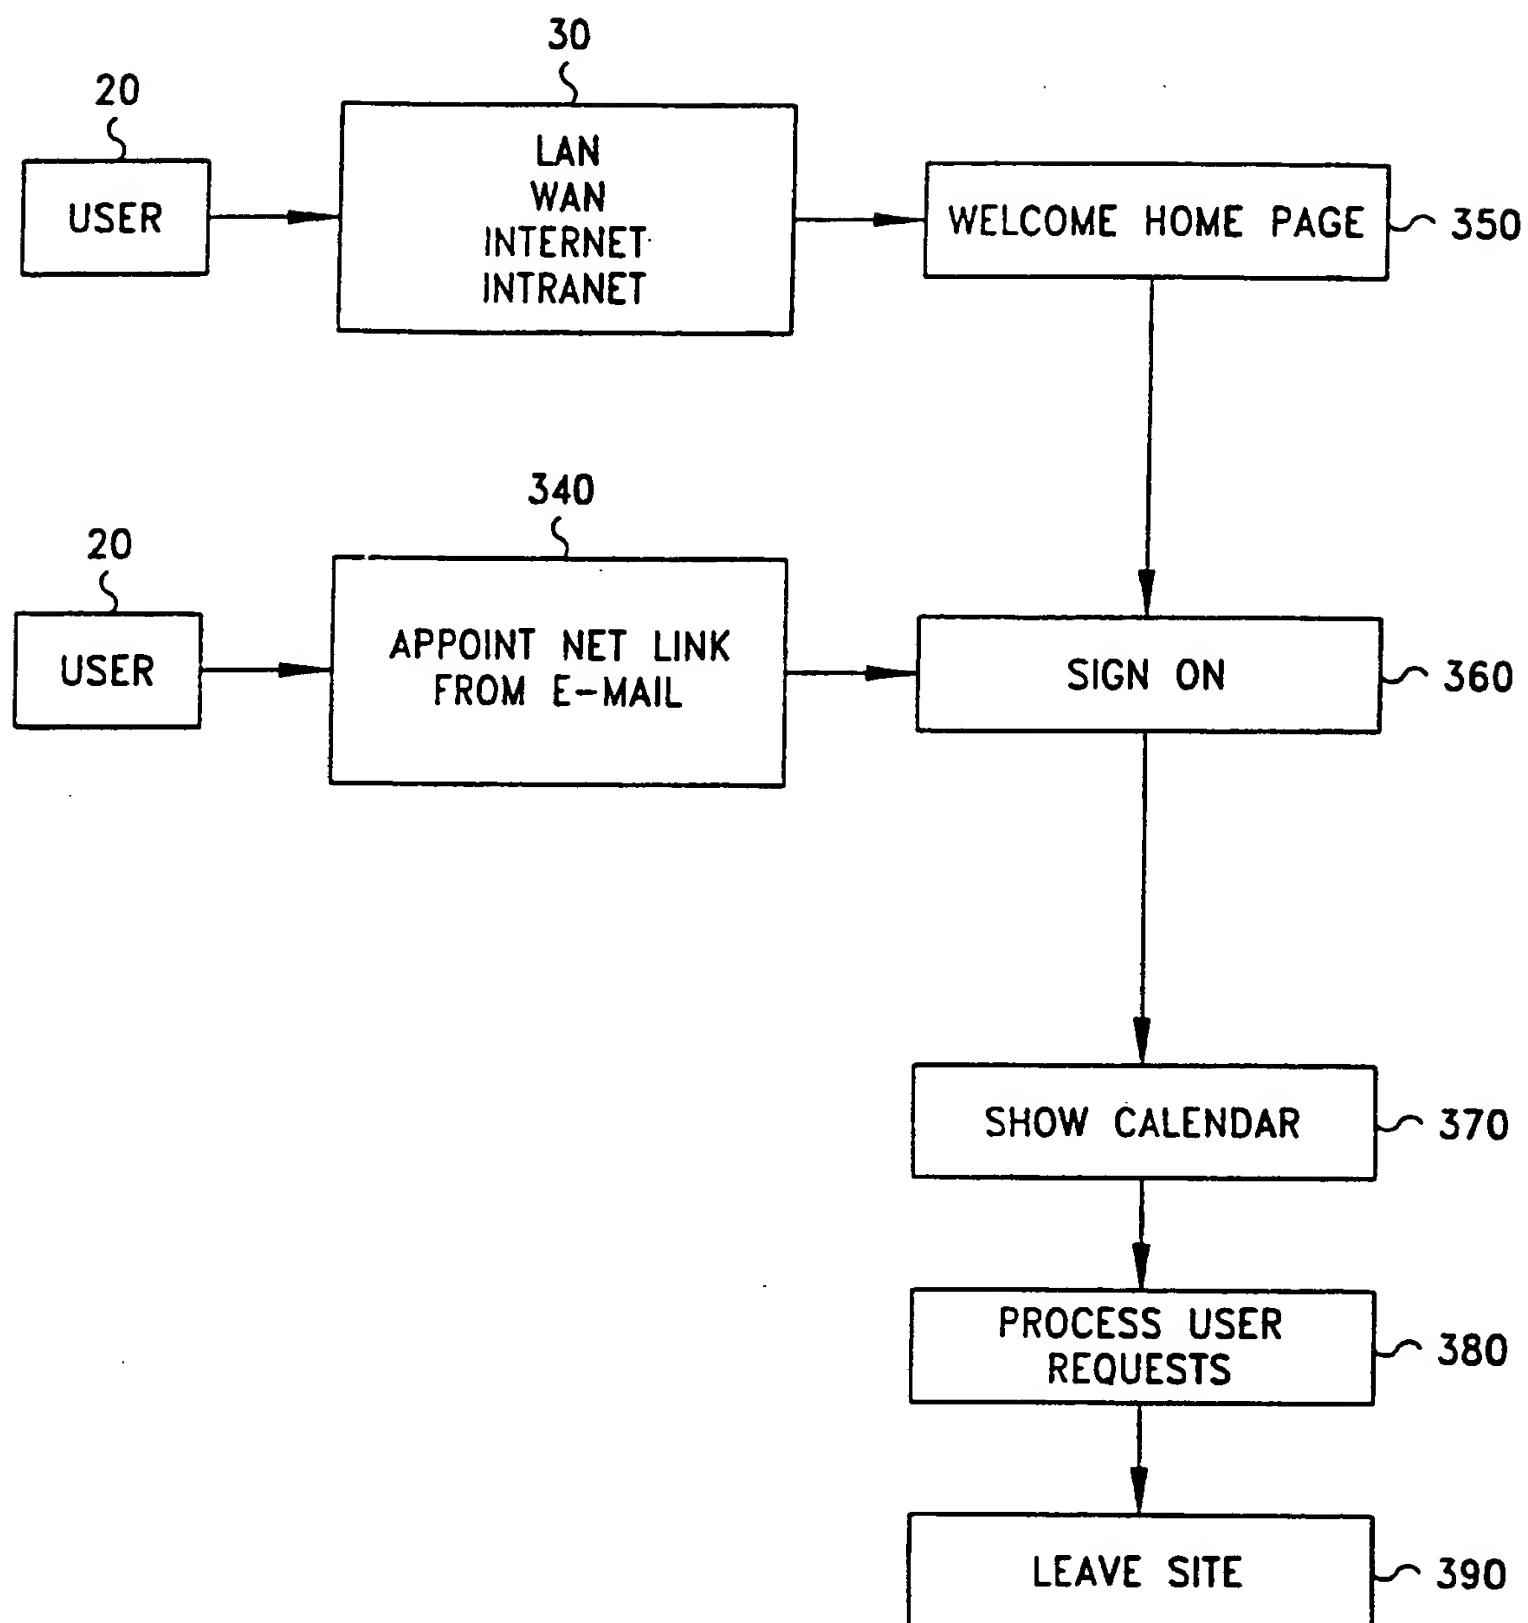 30
20
LAN
WAN
INTERNET
INTRANET
USER
WELCOME HOME PAGE
350
340
20
APPOINT NET LINK
FROM E-MAIL
USER
SIGN ON
360
SHOW CALENDAR
370
PROCESS USER
REQUESTS
380
LEAVE SITE
390